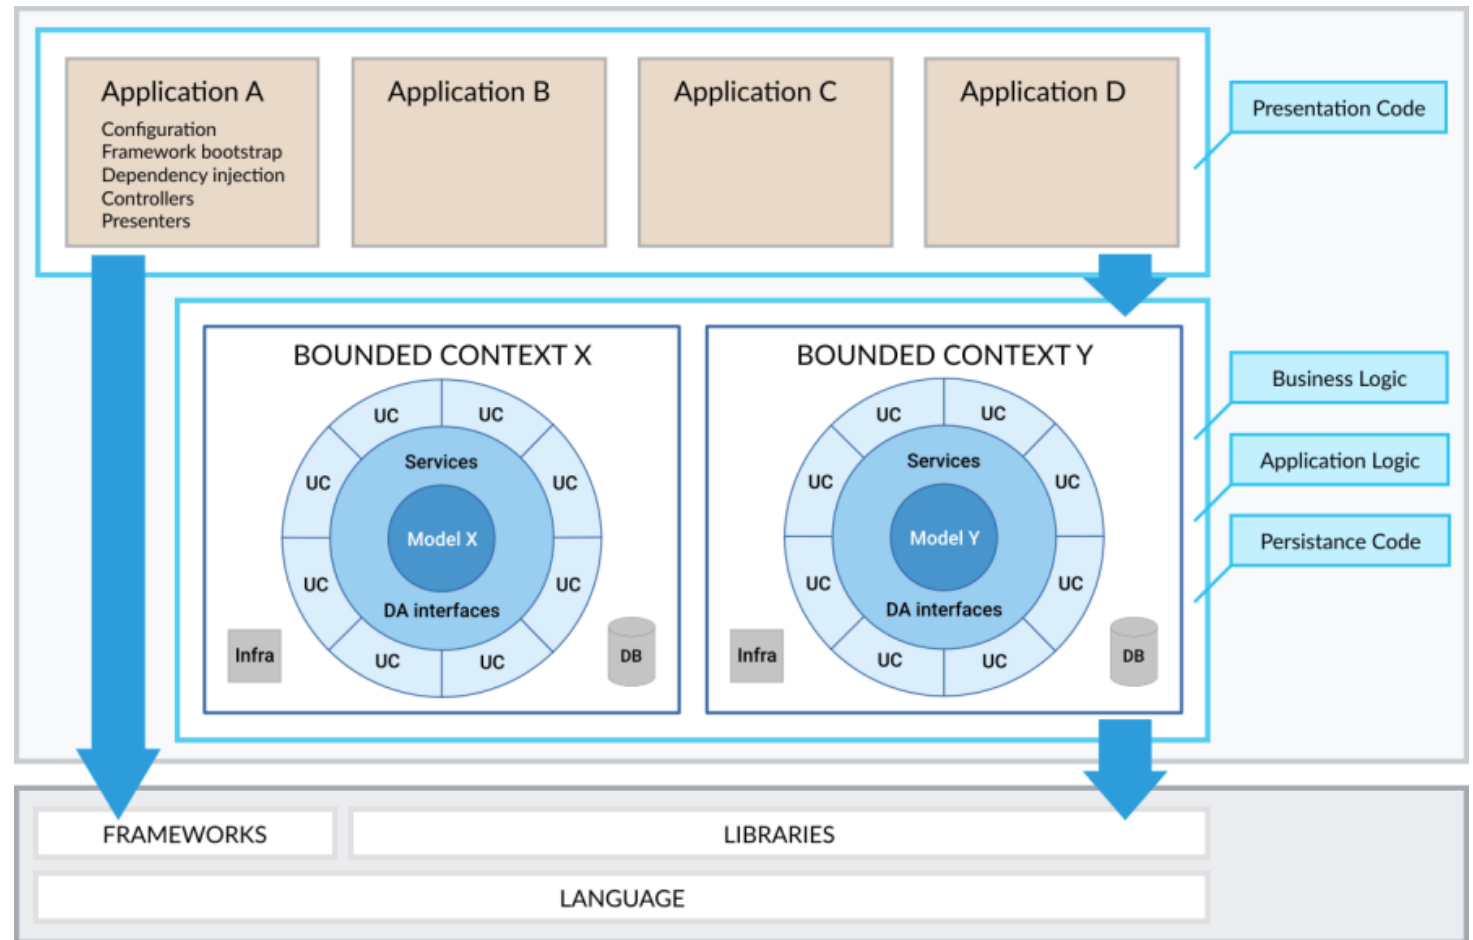 Application A
Configuration
Framework bootstrap
Dependency injection
Controllers
Presenters
Application B
Application C
Application D
Presentation Code
BOUNDED CONTEXT X
UC
UC
UC
UC
UC
UC
UC
UC
Services
Model X
DA interfaces
Infra
DB
BOUNDED CONTEXT Y
UC
UC
UC
UC
UC
UC
UC
UC
Services
Model Y
DA interfaces
Infra
DB
Business Logic
Application Logic
Persistance Code
FRAMEWORKS
LIBRARIES
LANGUAGE